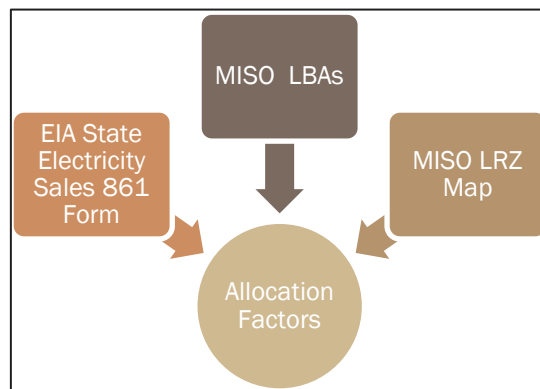 MISO  LBAs
EIA State
Electricity
Sales 861
Form
MISO LRZ
Map
Allocation
Factors